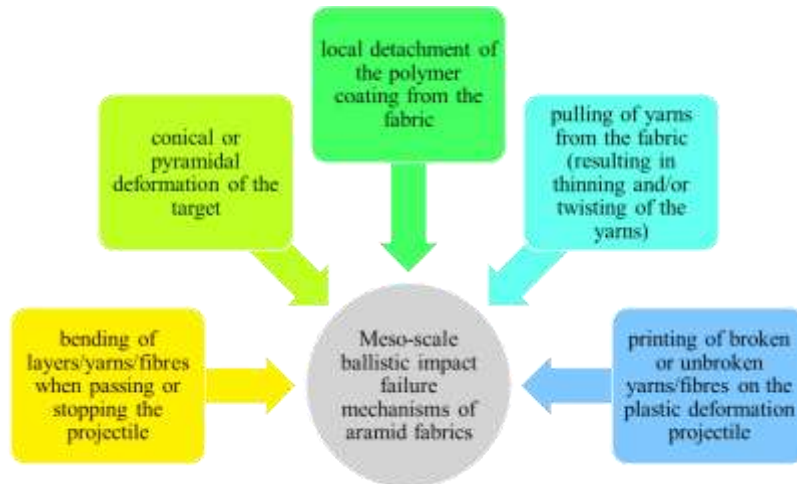 local detachment of
the polymer
coating from the
fabric
conical or
pyramidal
deformation of the
target
pulling of yarns
from the fabric
(resulting in
thinning and/or
twisting of the
yarns)
bending of
layers/yarns/fibres
when passing or
stopping the
projectile
Meso-scale
ballistic impact
failure
mechanisms of
aramid fabrics
printing of broken
or unbroken
yarns/fibres on the
plastic deformation
projectile